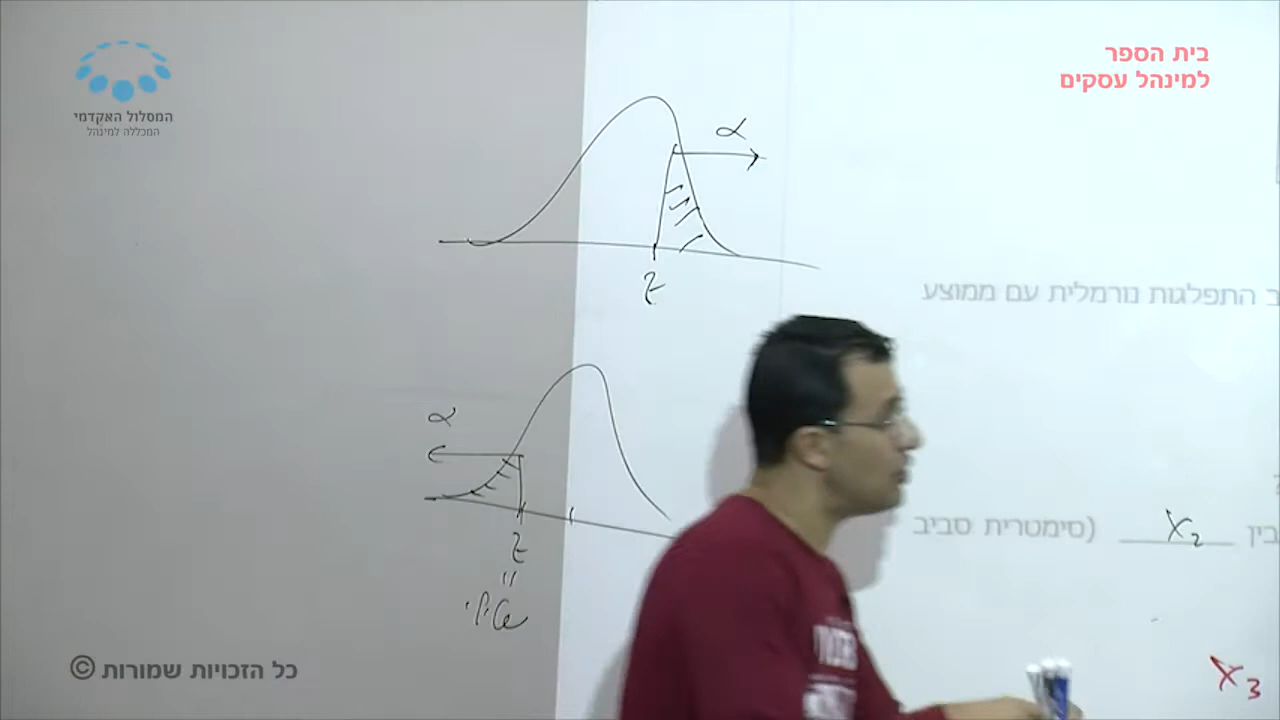 בית הספר
למינהל עסקים
המסלול האקדמי
המכללה למינהל
α
Z
ב התפלגות נורמלית עם ממוצע
α
Z
"
בין ______ X₂ (סימטרית סביב
X₃
כל הזכויות שמורות ©